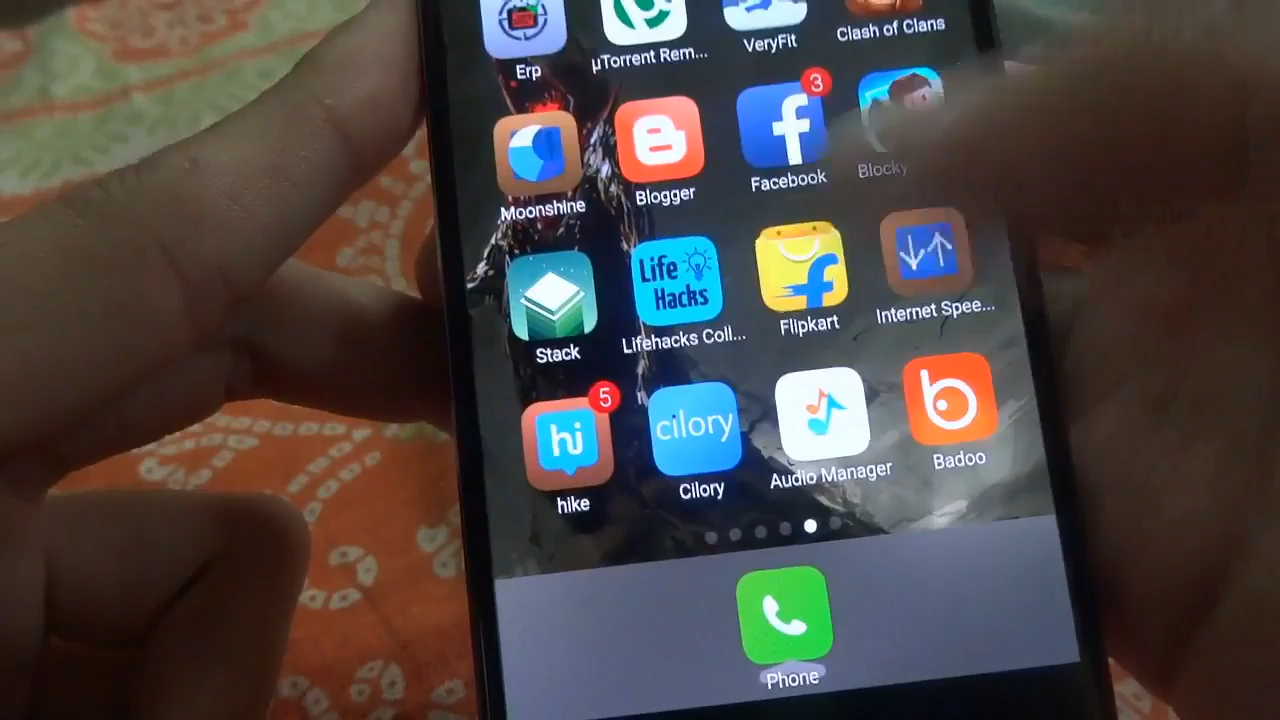 Erp
µTorrent Rem...
VeryFit
Clash of Clans
Moonshine
Blogger
3
f
Facebook
Blocky
Stack
Life
Hacks
Lifehacks Coll...
f
Flipkart
Internet Spee...
5
hi
hike
cilory
Cilory
Audio Manager
b
Badoo
Phone